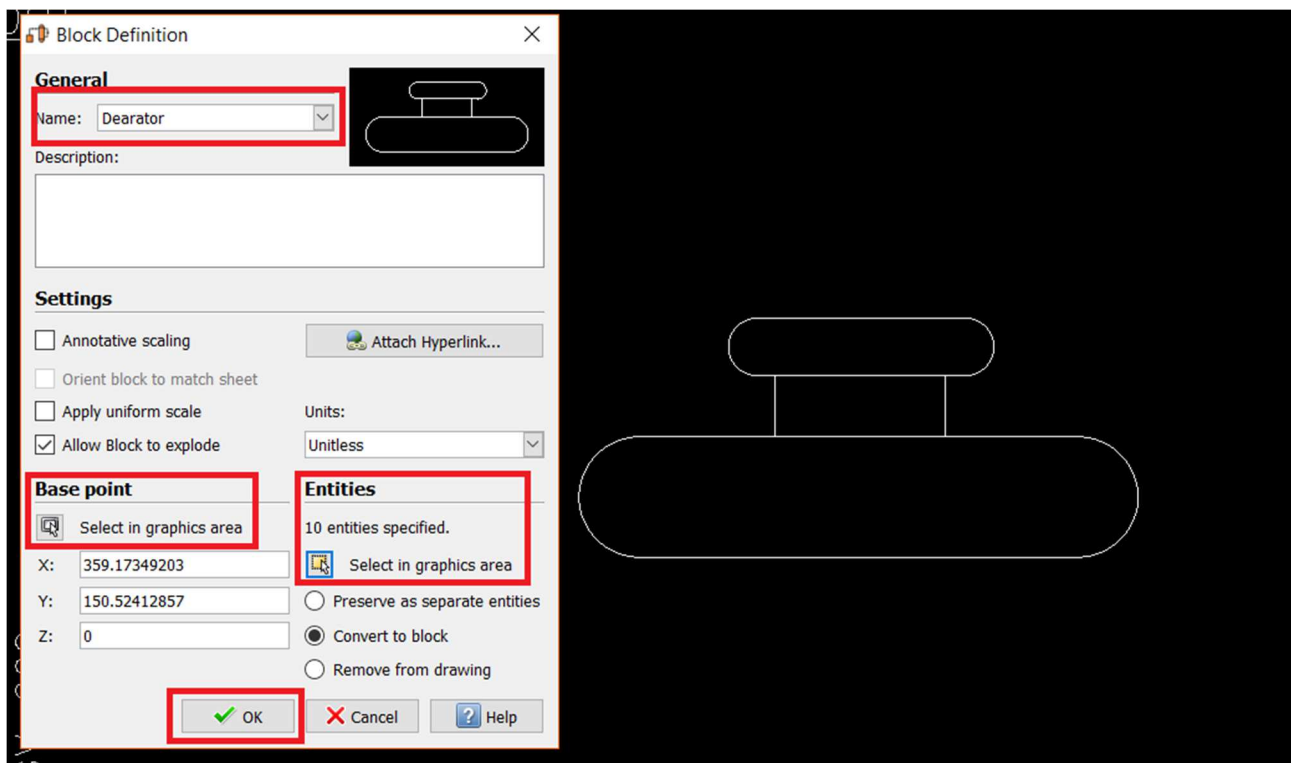 Block Definition
General
Name: Dearator
Description:
Settings
Annotative scaling
Attach Hyperlink...
Orient block to match sheet
Apply uniform scale
Units:
Allow Block to explode
Unitless
Base point
Entities
Select in graphics area
10 entities specified.
X: 359.17349203
Select in graphics area
Y: 150.52412857
Preserve as separate entities
Z: 0
Convert to block
Remove from drawing
OK
Cancel
Help